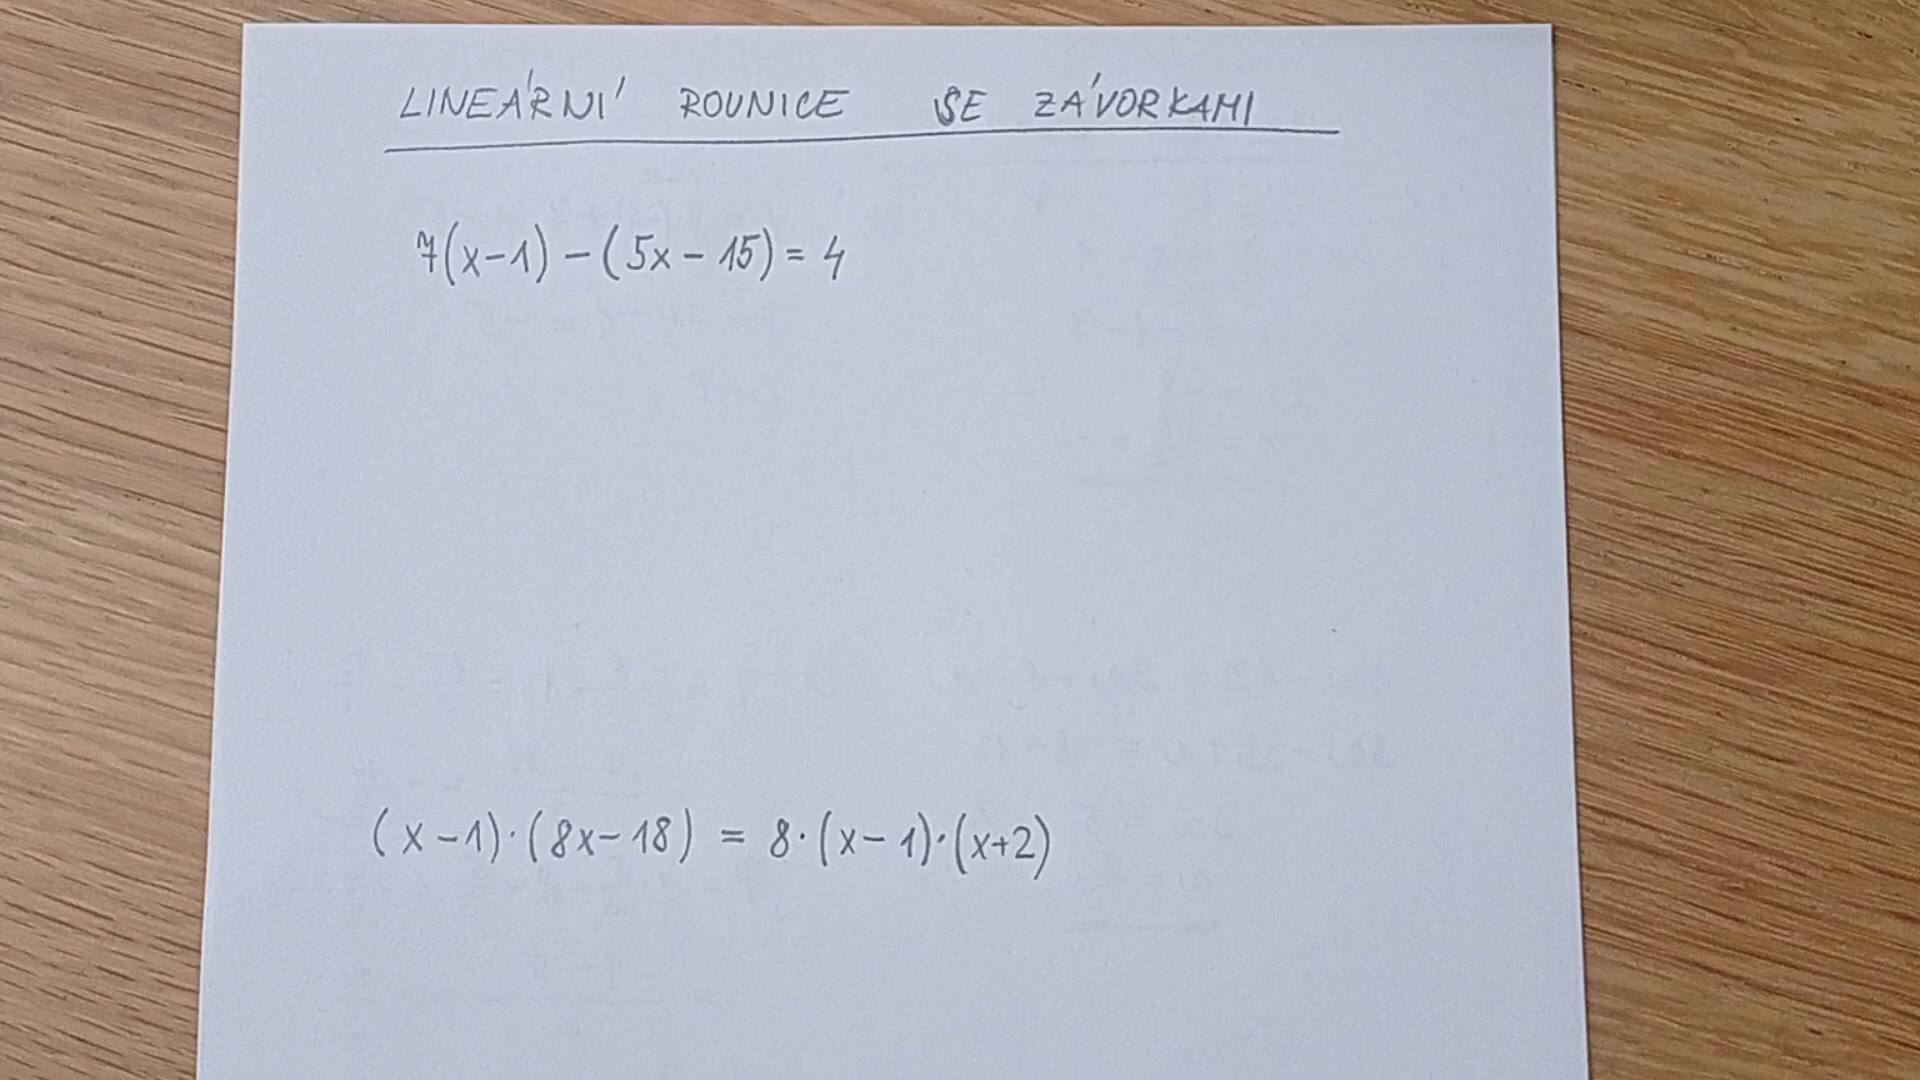 LINEÁRNÍ ROVNICE SE ZÁVORKAMI
7(x-1) - (5x - 15) = 4
(x-1)·(8x-18) = 8·(x-1)·(x+2)